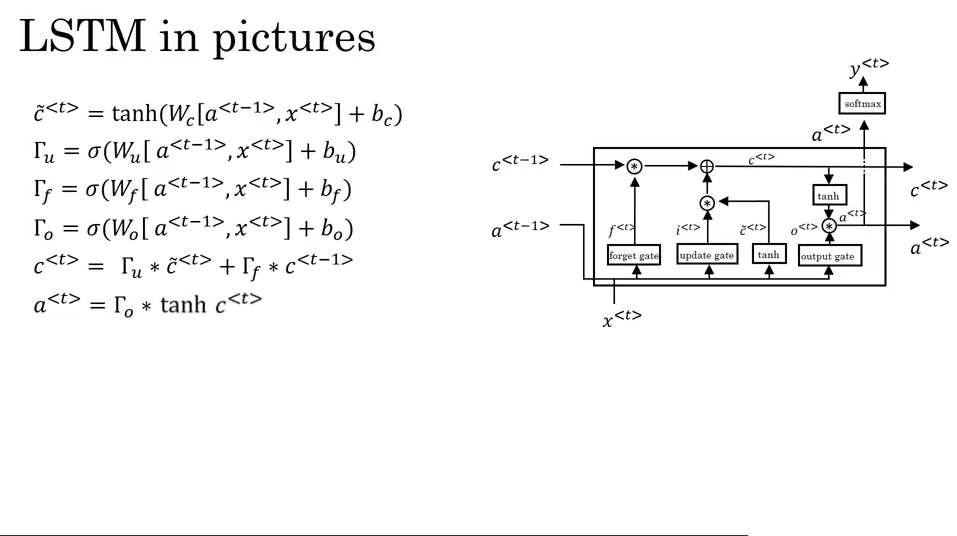 LSTM in pictures
c̃<t> = tanh(W_c[a<t−1>, x<t>] + b_c)
Γ_u = σ(W_u[ a<t−1>, x<t>] + b_u)
Γ_f = σ(W_f[ a<t−1>, x<t>] + b_f)
Γ_o = σ(W_o[ a<t−1>, x<t>] + b_o)
c<t> = Γ_u * c̃<t> + Γ_f * c<t−1>
a<t> = Γ_o * tanh c<t>
y<t>
softmax
a<t>
c<t−1>
*
⊕
c<t>
c<t>
tanh
*
a<t−1>
f<t>
i<t>
c̃<t>
o<t>
*
a<t>
a<t>
forget gate
update gate
tanh
output gate
x<t>